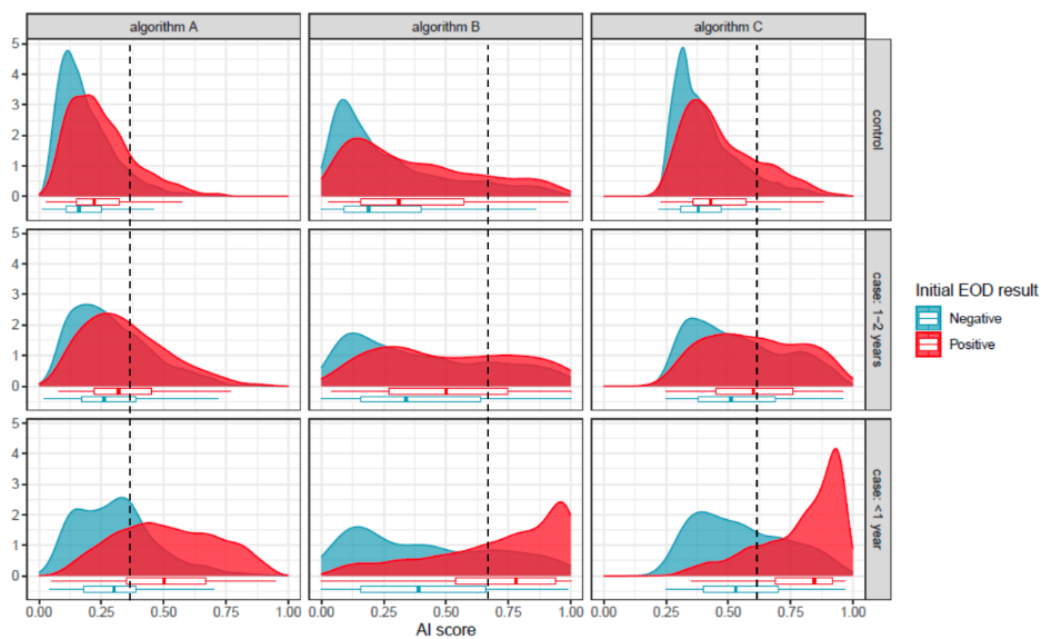 algorithm A
algorithm B
algorithm C
5
4
3
2
1
0
control
5
4
3
2
1
0
case: 1–2 years
5
4
3
2
1
0
case: <1 year
0.00 0.25 0.50 0.75 1.00 0.00 0.25 0.50 0.75 1.00 0.00 0.25 0.50 0.75 1.00
AI score
Initial EOD result
Negative
Positive